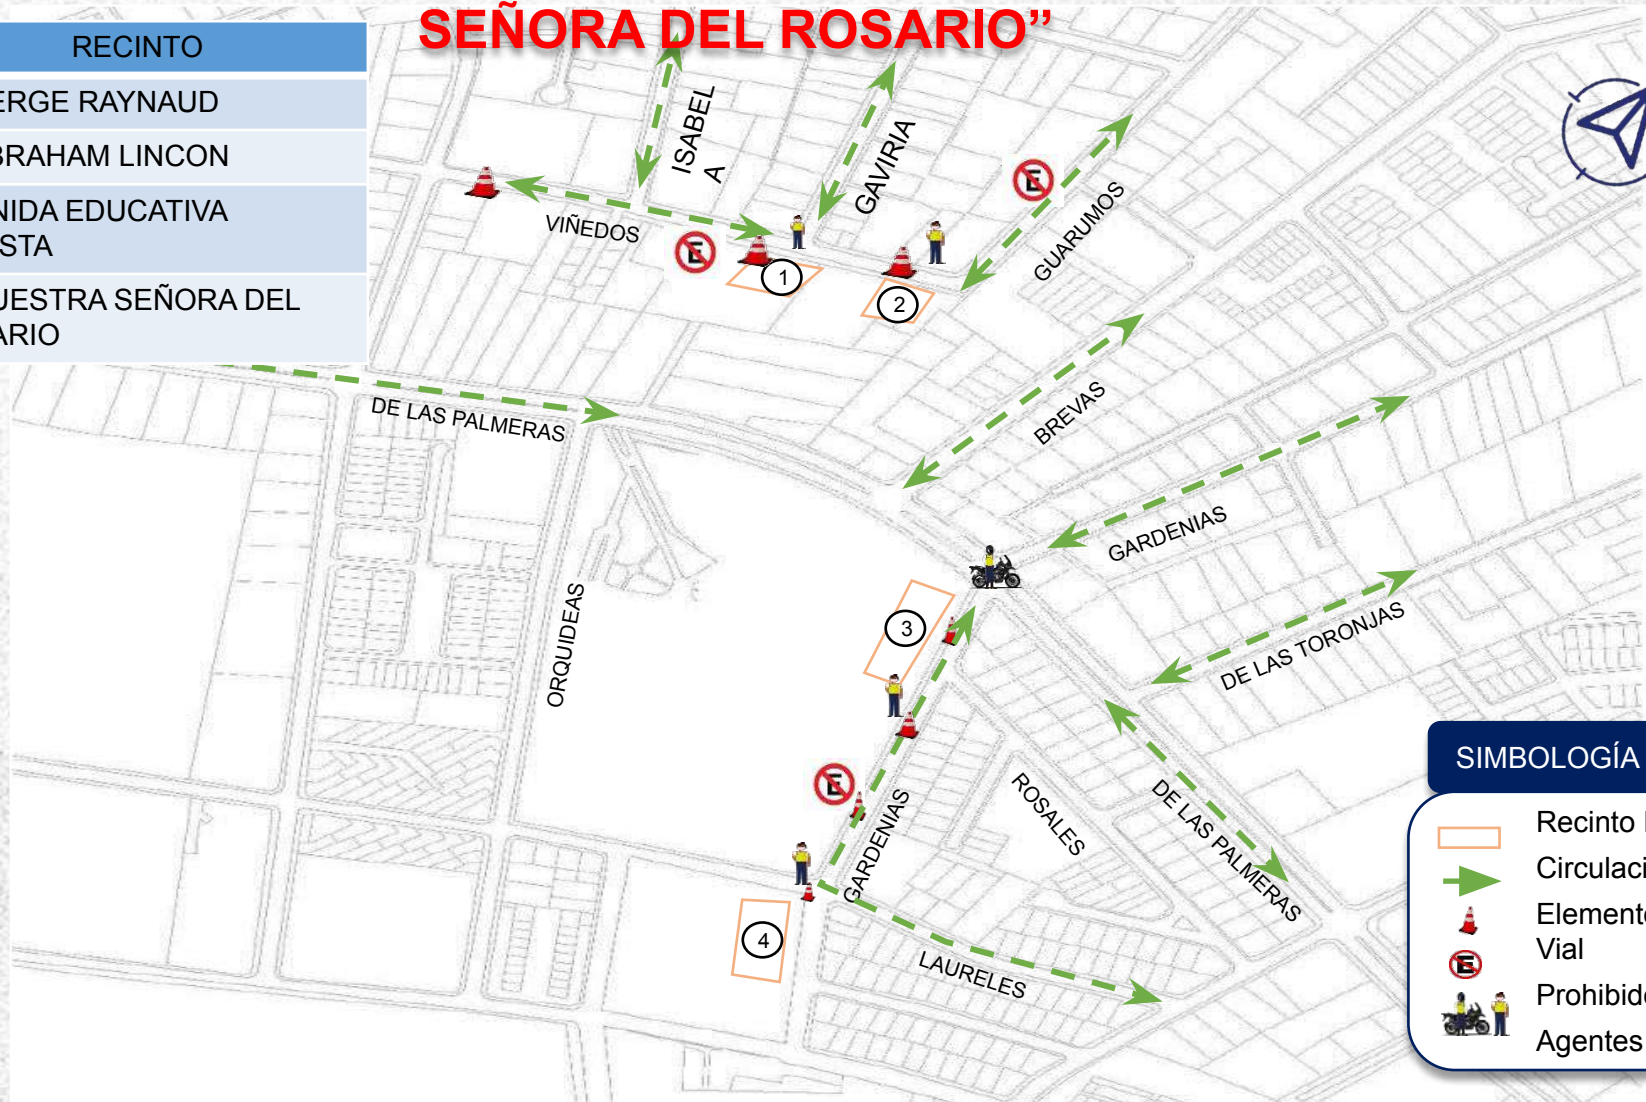 SEÑORA DEL ROSARIO”
RECINTO
ERGE RAYNAUD
BRAHAM LINCON
NIDA EDUCATIVA
STA
UESTRA SEÑORA DEL
ARIO
ISABEL
A
GAVIRIA
GUARUMOS
VIÑEDOS
E
E
1
2
BREVAS
DE LAS PALMERAS
GARDENIAS
ORQUIDEAS
3
DE LAS TORONJAS
E
GARDENIAS
ROSALES
DE LAS PALMERAS
4
LAURELES
SIMBOLOGÍA
Recinto
Circulaci
Elemento
Vial
E
Prohibido
Agentes